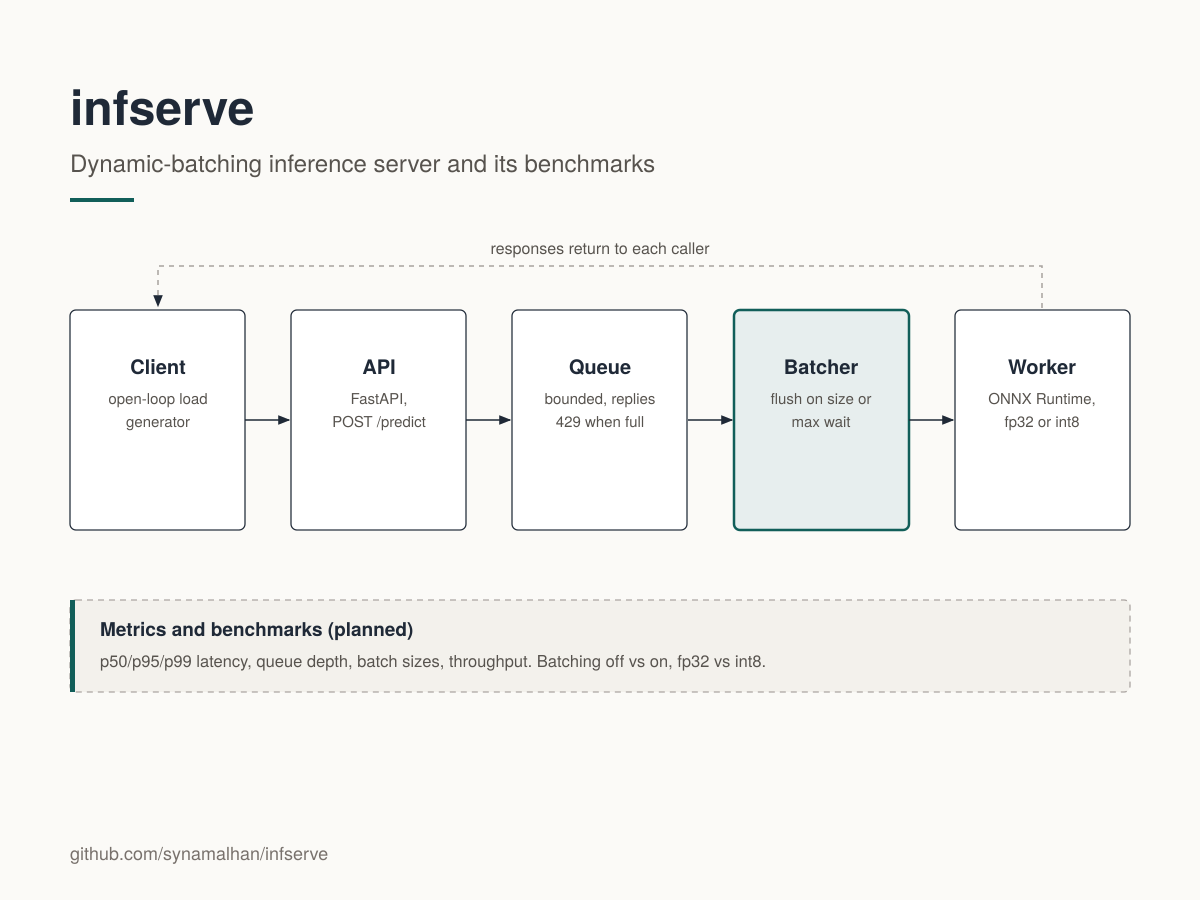 infserve
Dynamic-batching inference server and its benchmarks
responses return to each caller
Client
open-loop load
generator
API
FastAPI,
POST /predict
Queue
bounded, replies
429 when full
Batcher
flush on size or
max wait
Worker
ONNX Runtime,
fp32 or int8
Metrics and benchmarks (planned)
p50/p95/p99 latency, queue depth, batch sizes, throughput. Batching off vs on, fp32 vs int8.
github.com/synamalhan/infserve